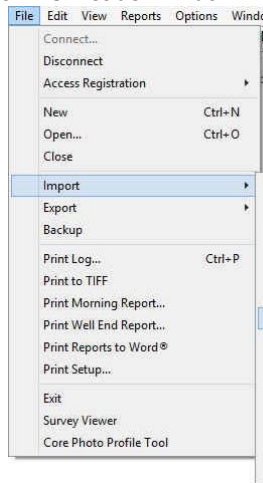 File Edit View Reports Options
Connect...
Disconnect
Access Registration
New Ctrl+N
Open... Ctrl+O
Close
Import
Export
Backup
Print Log... Ctrl+P
Print to TIFF
Print Morning Report...
Print Well End Report...
Print Reports to Word®
Print Setup...
Exit
Survey Viewer
Core Photo Profile Tool